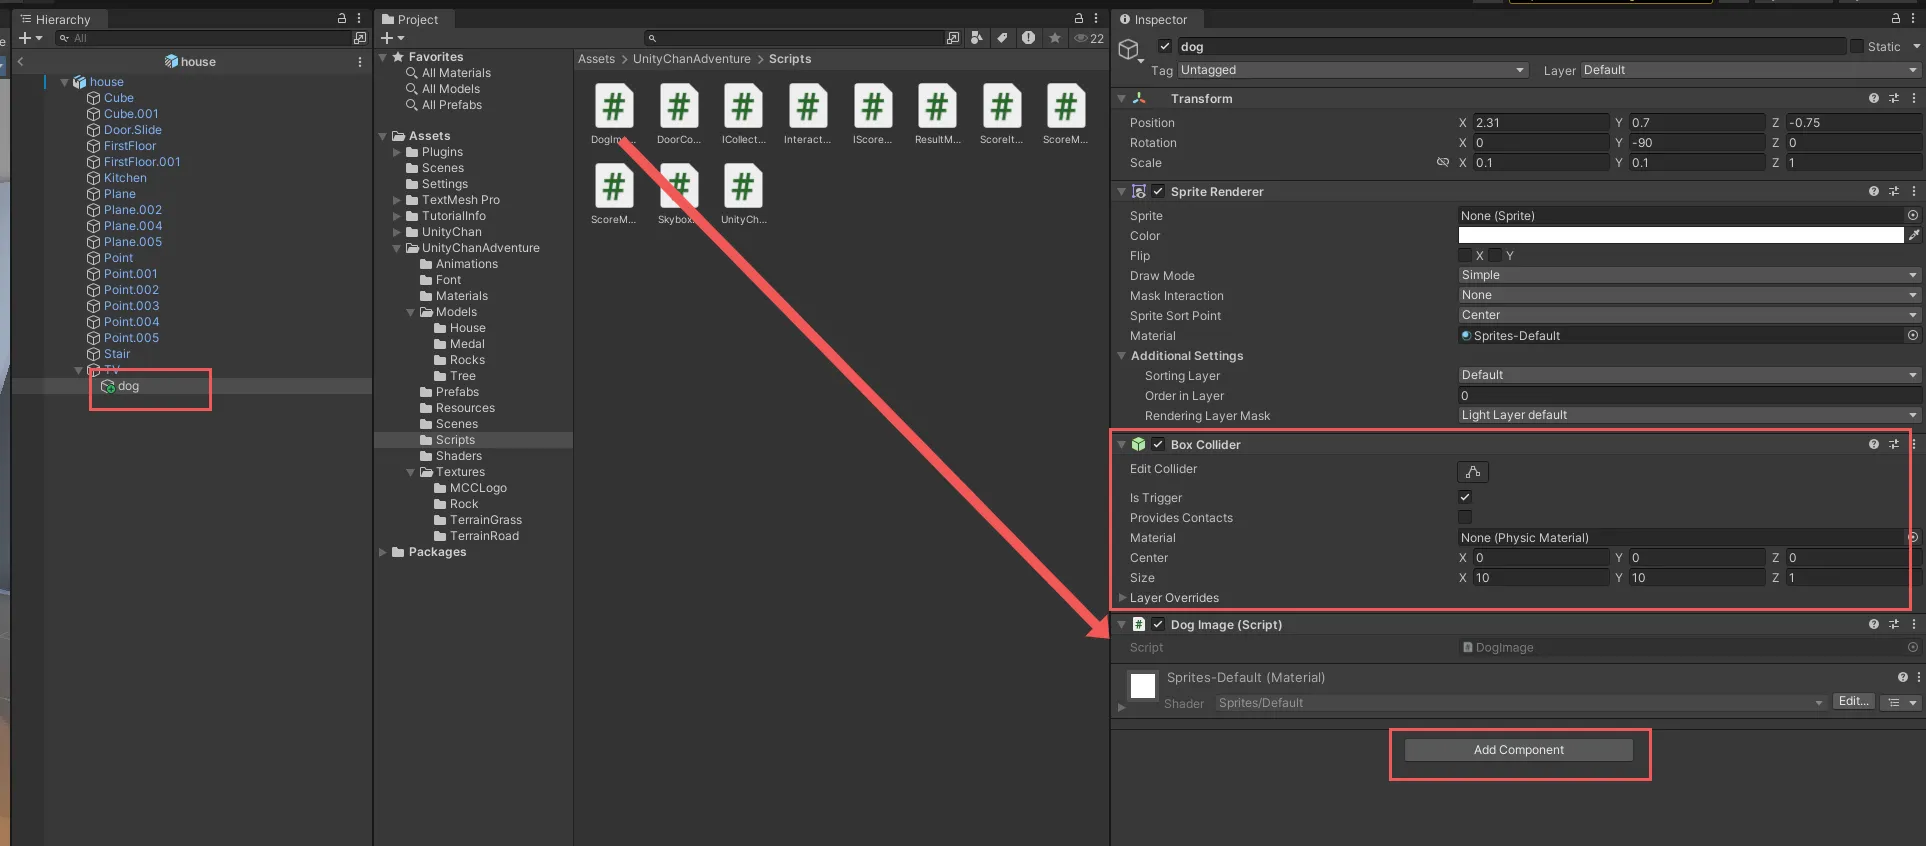 Hierarchy
All
house
house
Cube
Cube.001
Door.Slide
FirstFloor
FirstFloor.001
Kitchen
Plane
Plane.002
Plane.004
Plane.005
Point
Point.001
Point.002
Point.003
Point.004
Point.005
Stair
TV
dog
Project
22
Favorites
All Materials
All Models
All Prefabs
Assets
Plugins
Scenes
Settings
TextMesh Pro
TutorialInfo
UnityChan
UnityChanAdventure
Animations
Font
Materials
Models
House
Medal
Rocks
Tree
Prefabs
Resources
Scenes
Scripts
Shaders
Textures
MCCLogo
Rock
TerrainGrass
TerrainRoad
Packages
Assets > UnityChanAdventure > Scripts
DogIm... DoorCo... ICollect... Interact... IScore... ResultM... ScoreIt... ScoreM...
ScoreM... Skybox... UnityCh...
Inspector
dog Static
Tag Untagged Layer Default
Transform
Position X 2.31 Y 0.7 Z -0.75
Rotation X 0 Y -90 Z 0
Scale X 0.1 Y 0.1 Z 1
Sprite Renderer
Sprite None (Sprite)
Color
Flip X Y
Draw Mode Simple
Mask Interaction None
Sprite Sort Point Center
Material Sprites-Default
Additional Settings
Sorting Layer Default
Order in Layer 0
Rendering Layer Mask Light Layer default
Box Collider
Edit Collider
Is Trigger
Provides Contacts
Material None (Physic Material)
Center X 0 Y 0 Z 0
Size X 10 Y 10 Z 1
Layer Overrides
# Dog Image (Script)
Script DogImage
Sprites-Default (Material)
Shader Sprites/Default Edit...
Add Component